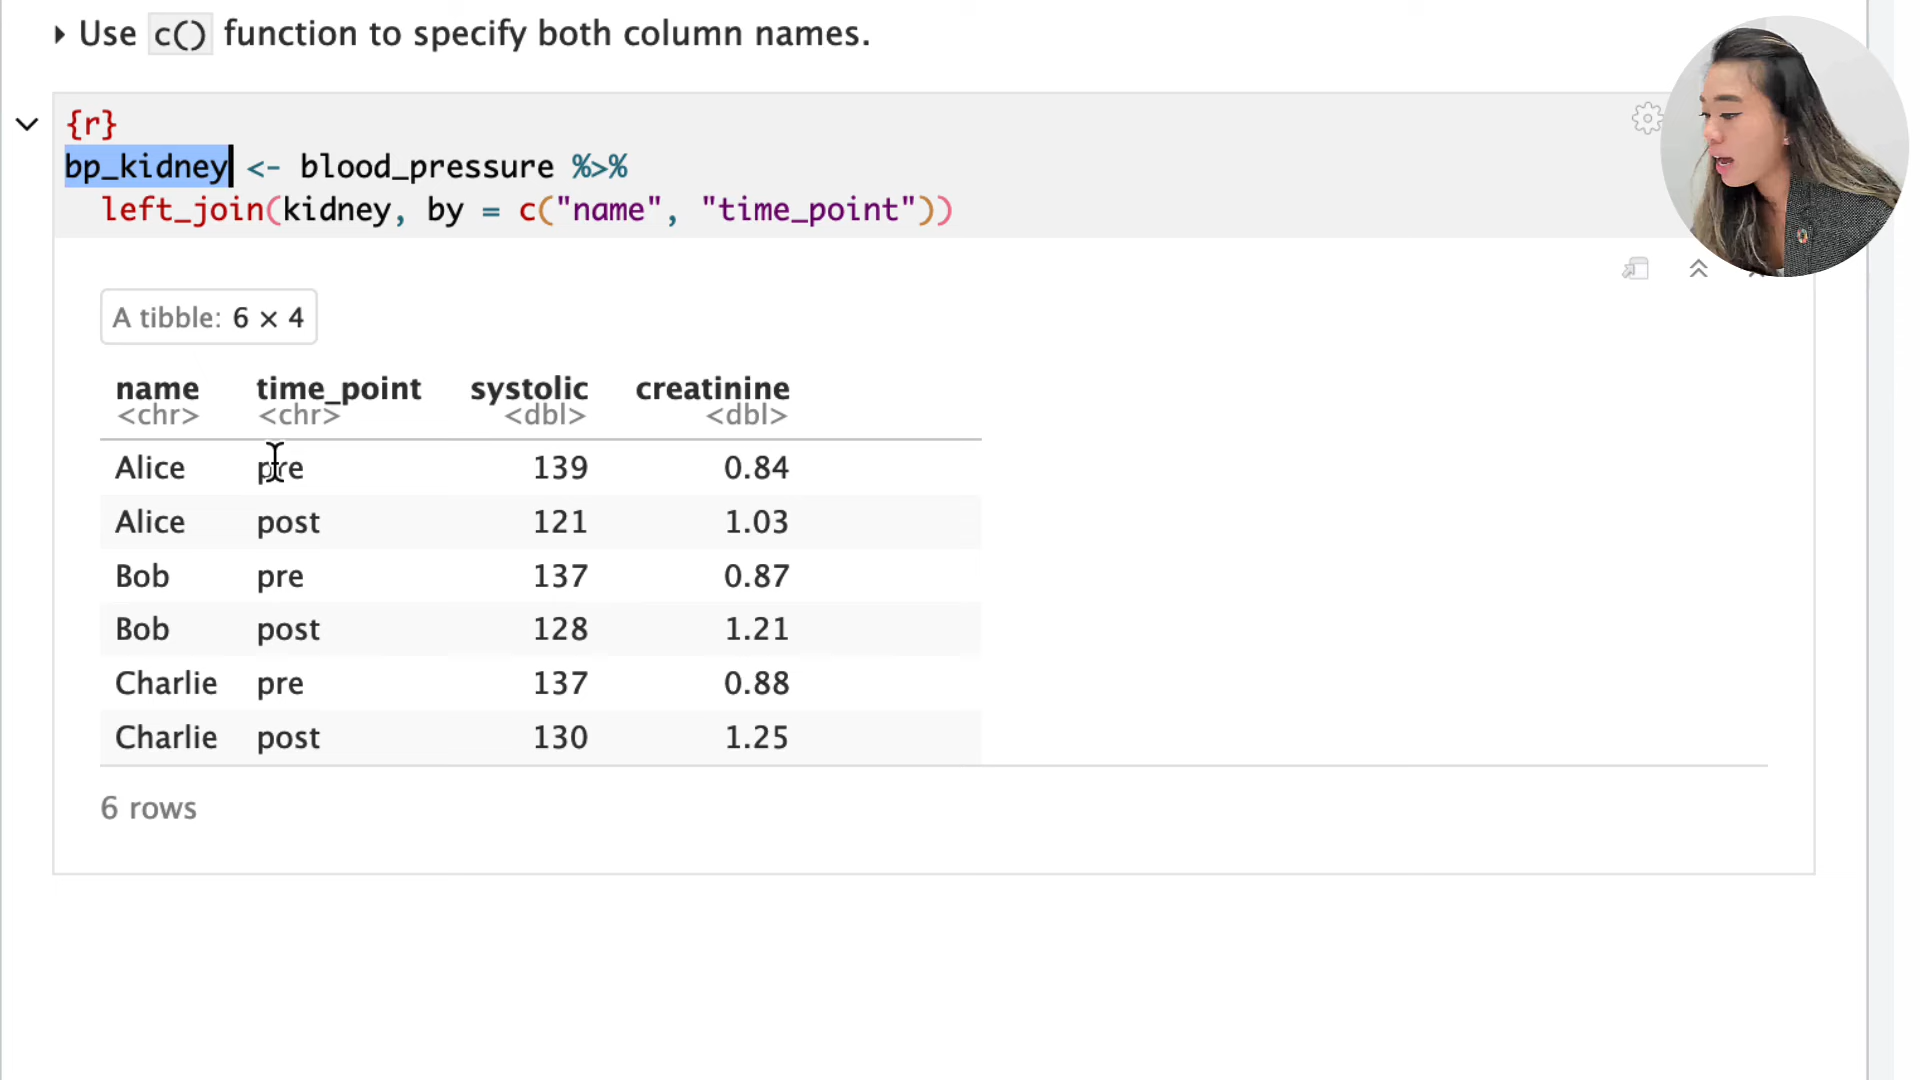 Use c() function to specify both column names.
{r}
bp_kidney <- blood_pressure %>%
left_join(kidney, by = c("name", "time_point"))
A tibble: 6 × 4
name time_point systolic creatinine
<chr> <chr> <dbl> <dbl>
Alice pre 139 0.84
Alice post 121 1.03
Bob pre 137 0.87
Bob post 128 1.21
Charlie pre 137 0.88
Charlie post 130 1.25
6 rows